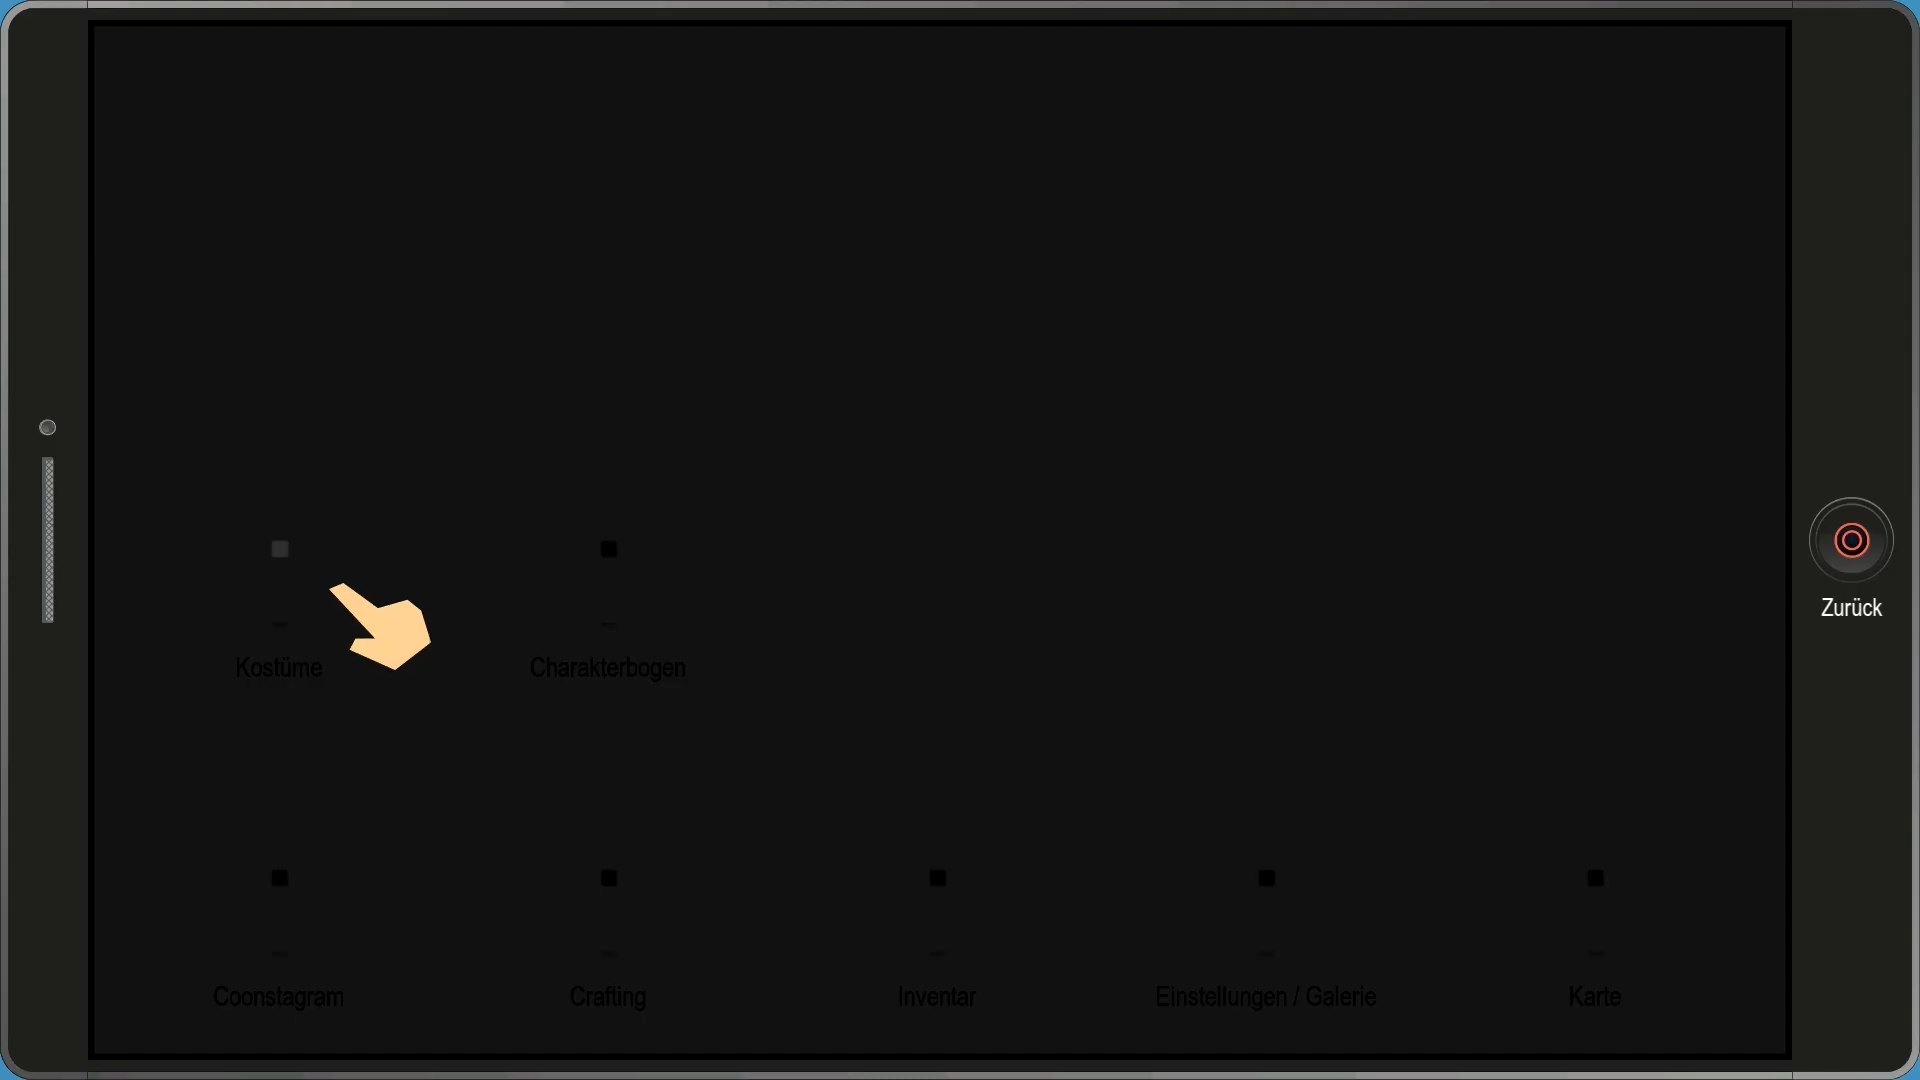 Zurück
Kostüme
Charakterbogen
Coonstagram
Crafting
Inventar
Einstellungen / Galerie
Karte